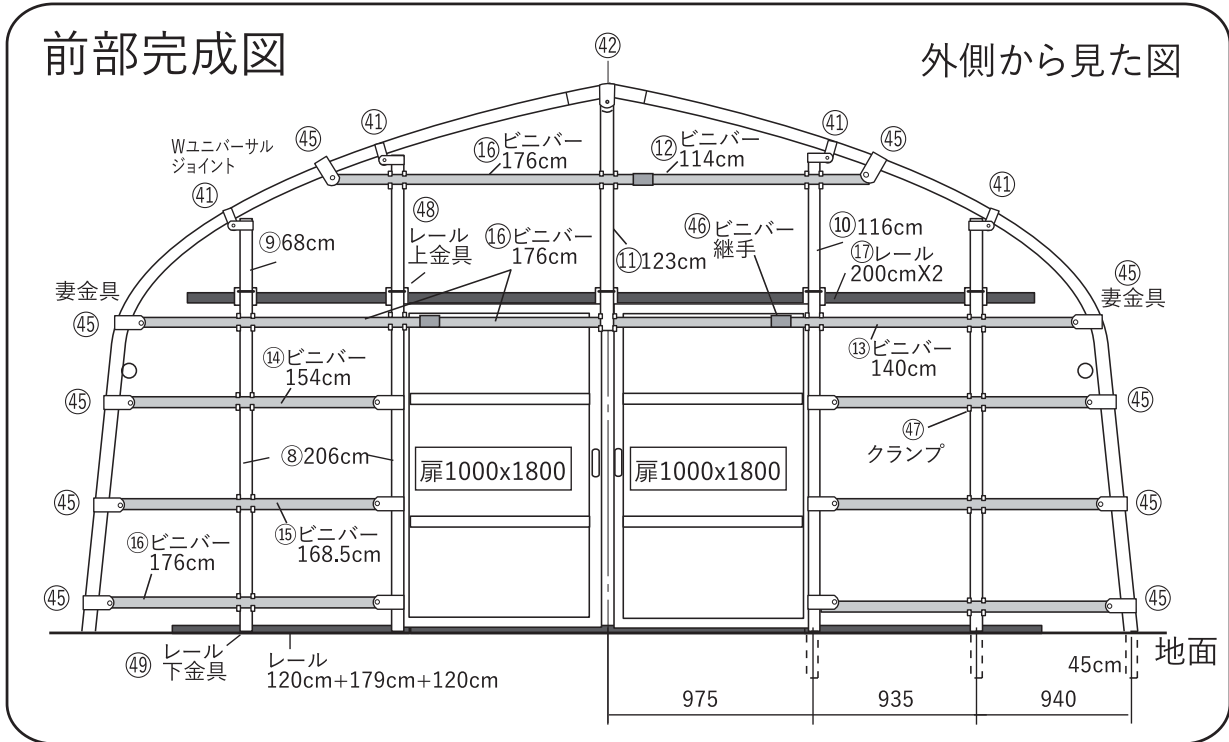 前部完成図
外側から見た図
㊷
㊶
㊶
㊺
㊺
Wユニバーサル
ジョイント
⑯ビニバー
176cm
⑫ビニバー
114cm
㊶
㊶
㊽
レール
上金具
⑨68cm
⑯ビニバー
176cm
⑪123cm
㊻ビニバー
継手
⑩116cm
⑰レール
200cmX2
妻金具
㊺
㊺
妻金具
⑭ビニバー
154cm
⑬ビニバー
140cm
㊺
㊺
㊼
クランプ
⑧206cm
扉1000x1800
扉1000x1800
㊺
㊺
⑮ビニバー
168.5cm
⑯ビニバー
176cm
㊺
㊺
㊾
レール
下金具
レール
120cm+179cm+120cm
45cm
地面
975
935
940